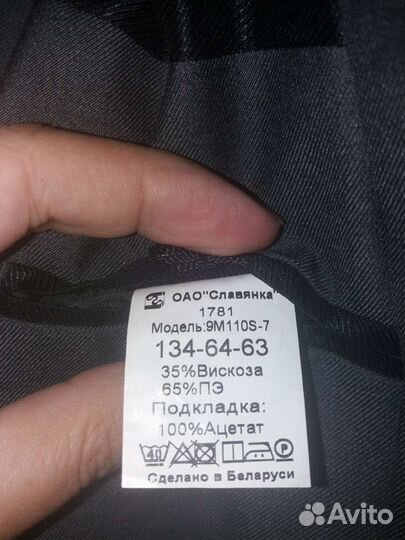 ОАО"Славянка"
1781
Модель:9М110S-7
134-64-63
35%Вискоза
65%ПЭ
Подкладка:
100%Ацетат
40
Сделано в Беларуси
Avito